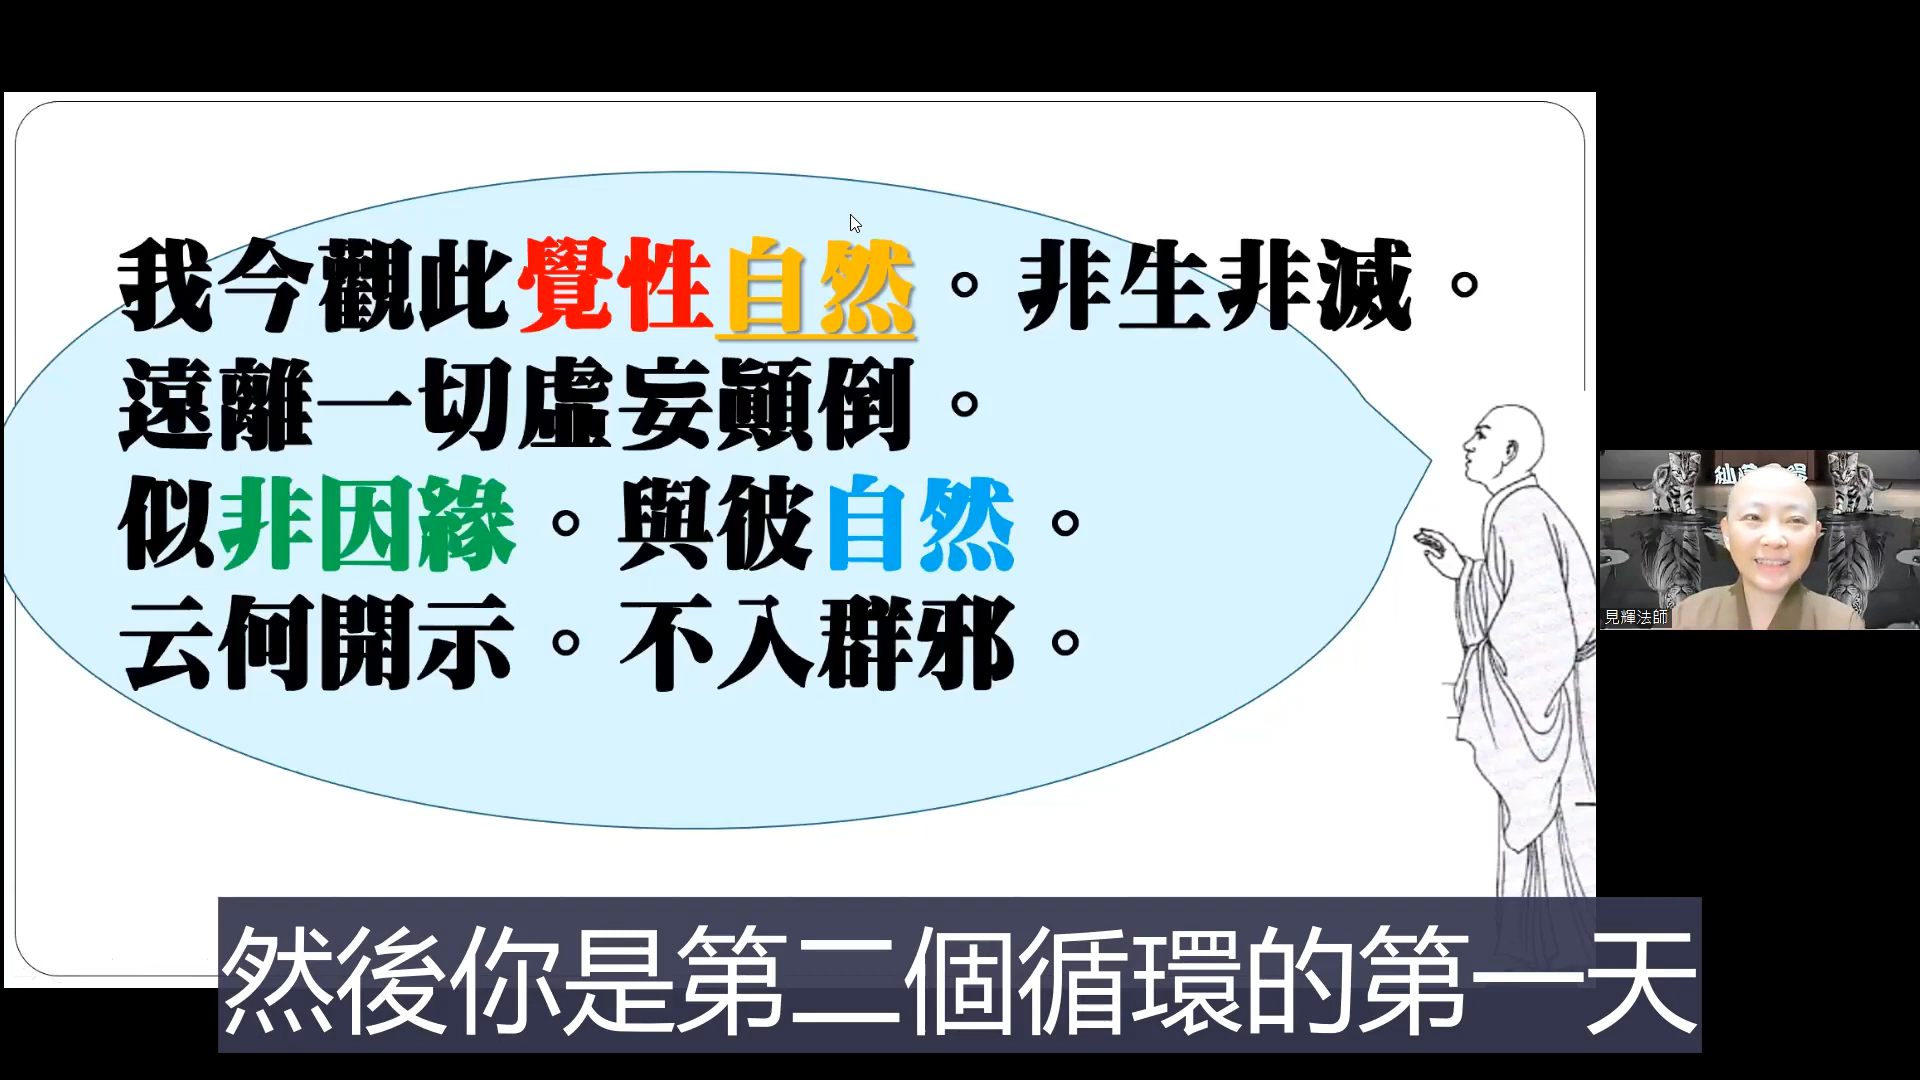 我今觀此覺性自然。非生非滅。
遠離一切虛妄顚倒。
似非因緣。與彼自然。
云何開示。不入群邪。
見輝法師
然後你是第二個循環的第一天